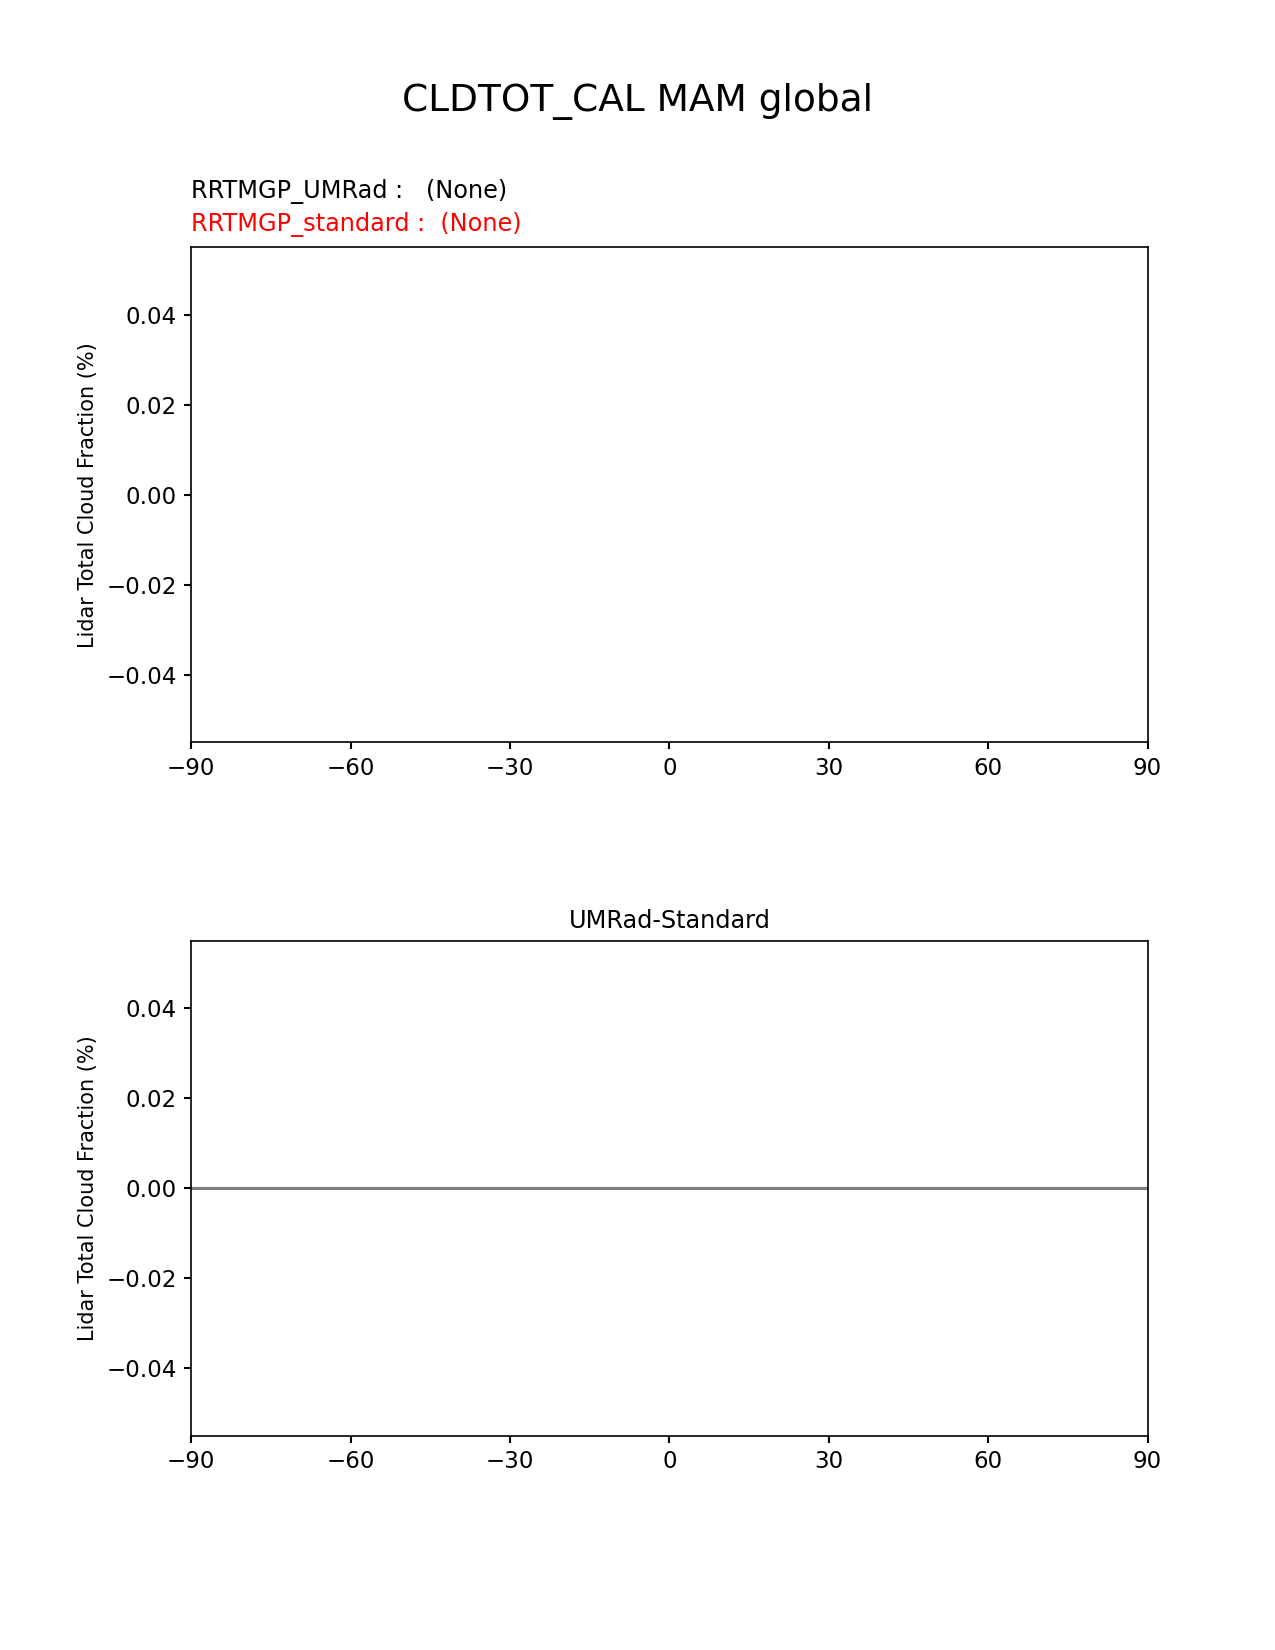 CLDTOT_CAL MAM global
RRTMGP_UMRad :   (None)
RRTMGP_standard :  (None)
Lidar Total Cloud Fraction (%)
0.04
0.02
0.00
−0.02
−0.04
−90 −60 −30 0 30 60 90
UMRad-Standard
Lidar Total Cloud Fraction (%)
0.04
0.02
0.00
−0.02
−0.04
−90 −60 −30 0 30 60 90